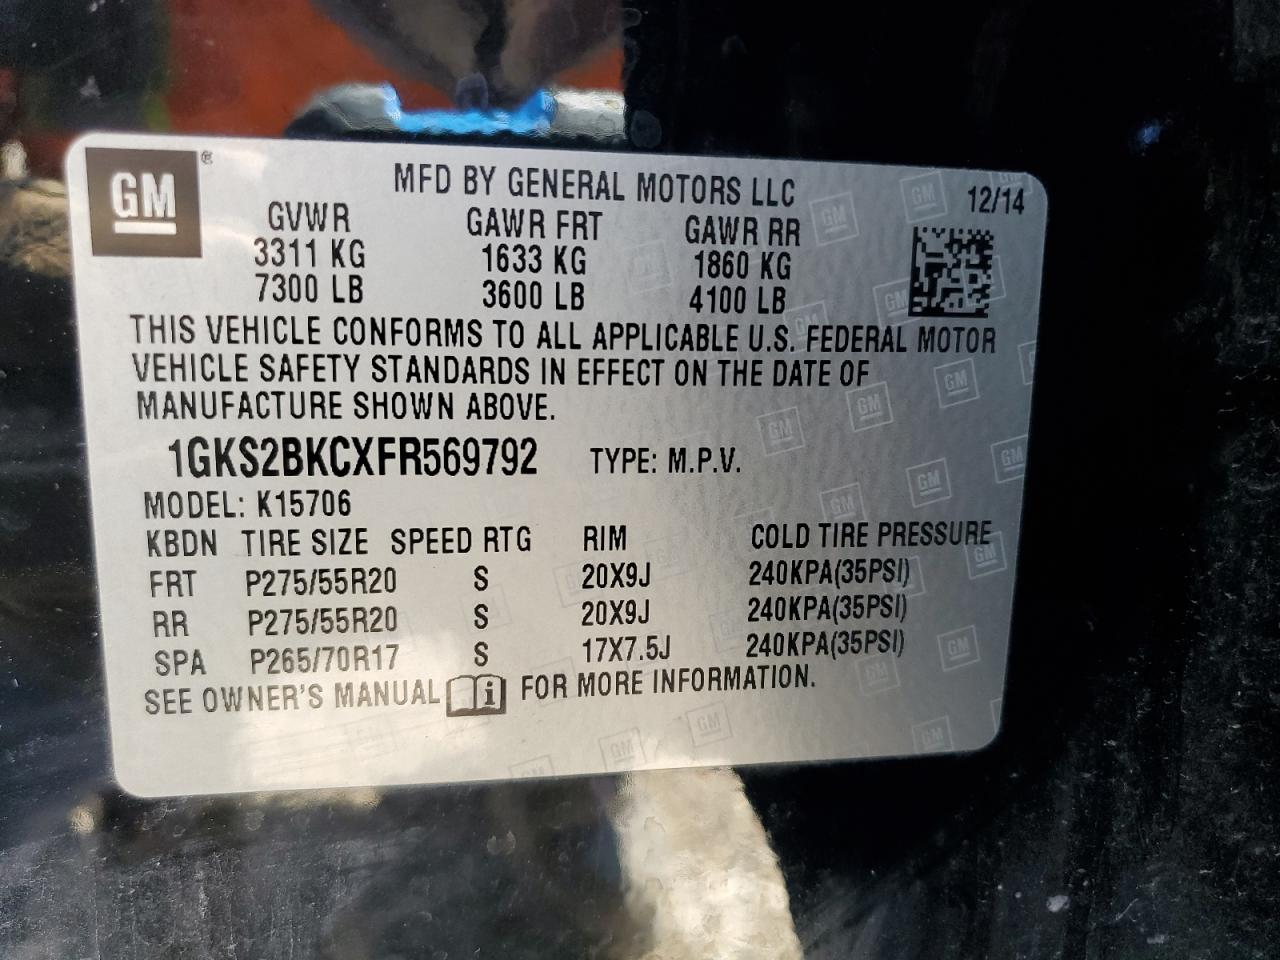 GM ®
MFD BY GENERAL MOTORS LLC 12/14
GVWR GAWR FRT GAWR RR
3311 KG 1633 KG 1860 KG
7300 LB 3600 LB 4100 LB
THIS VEHICLE CONFORMS TO ALL APPLICABLE U.S. FEDERAL MOTOR
VEHICLE SAFETY STANDARDS IN EFFECT ON THE DATE OF
MANUFACTURE SHOWN ABOVE.
1GKS2BKCXFR569792 TYPE: M.P.V.
MODEL: K15706
KBDN TIRE SIZE SPEED RTG RIM COLD TIRE PRESSURE
FRT P275/55R20 S 20X9J 240KPA(35PSI)
RR P275/55R20 S 20X9J 240KPA(35PSI)
SPA P265/70R17 S 17X7.5J 240KPA(35PSI)
SEE OWNER'S MANUAL i FOR MORE INFORMATION.